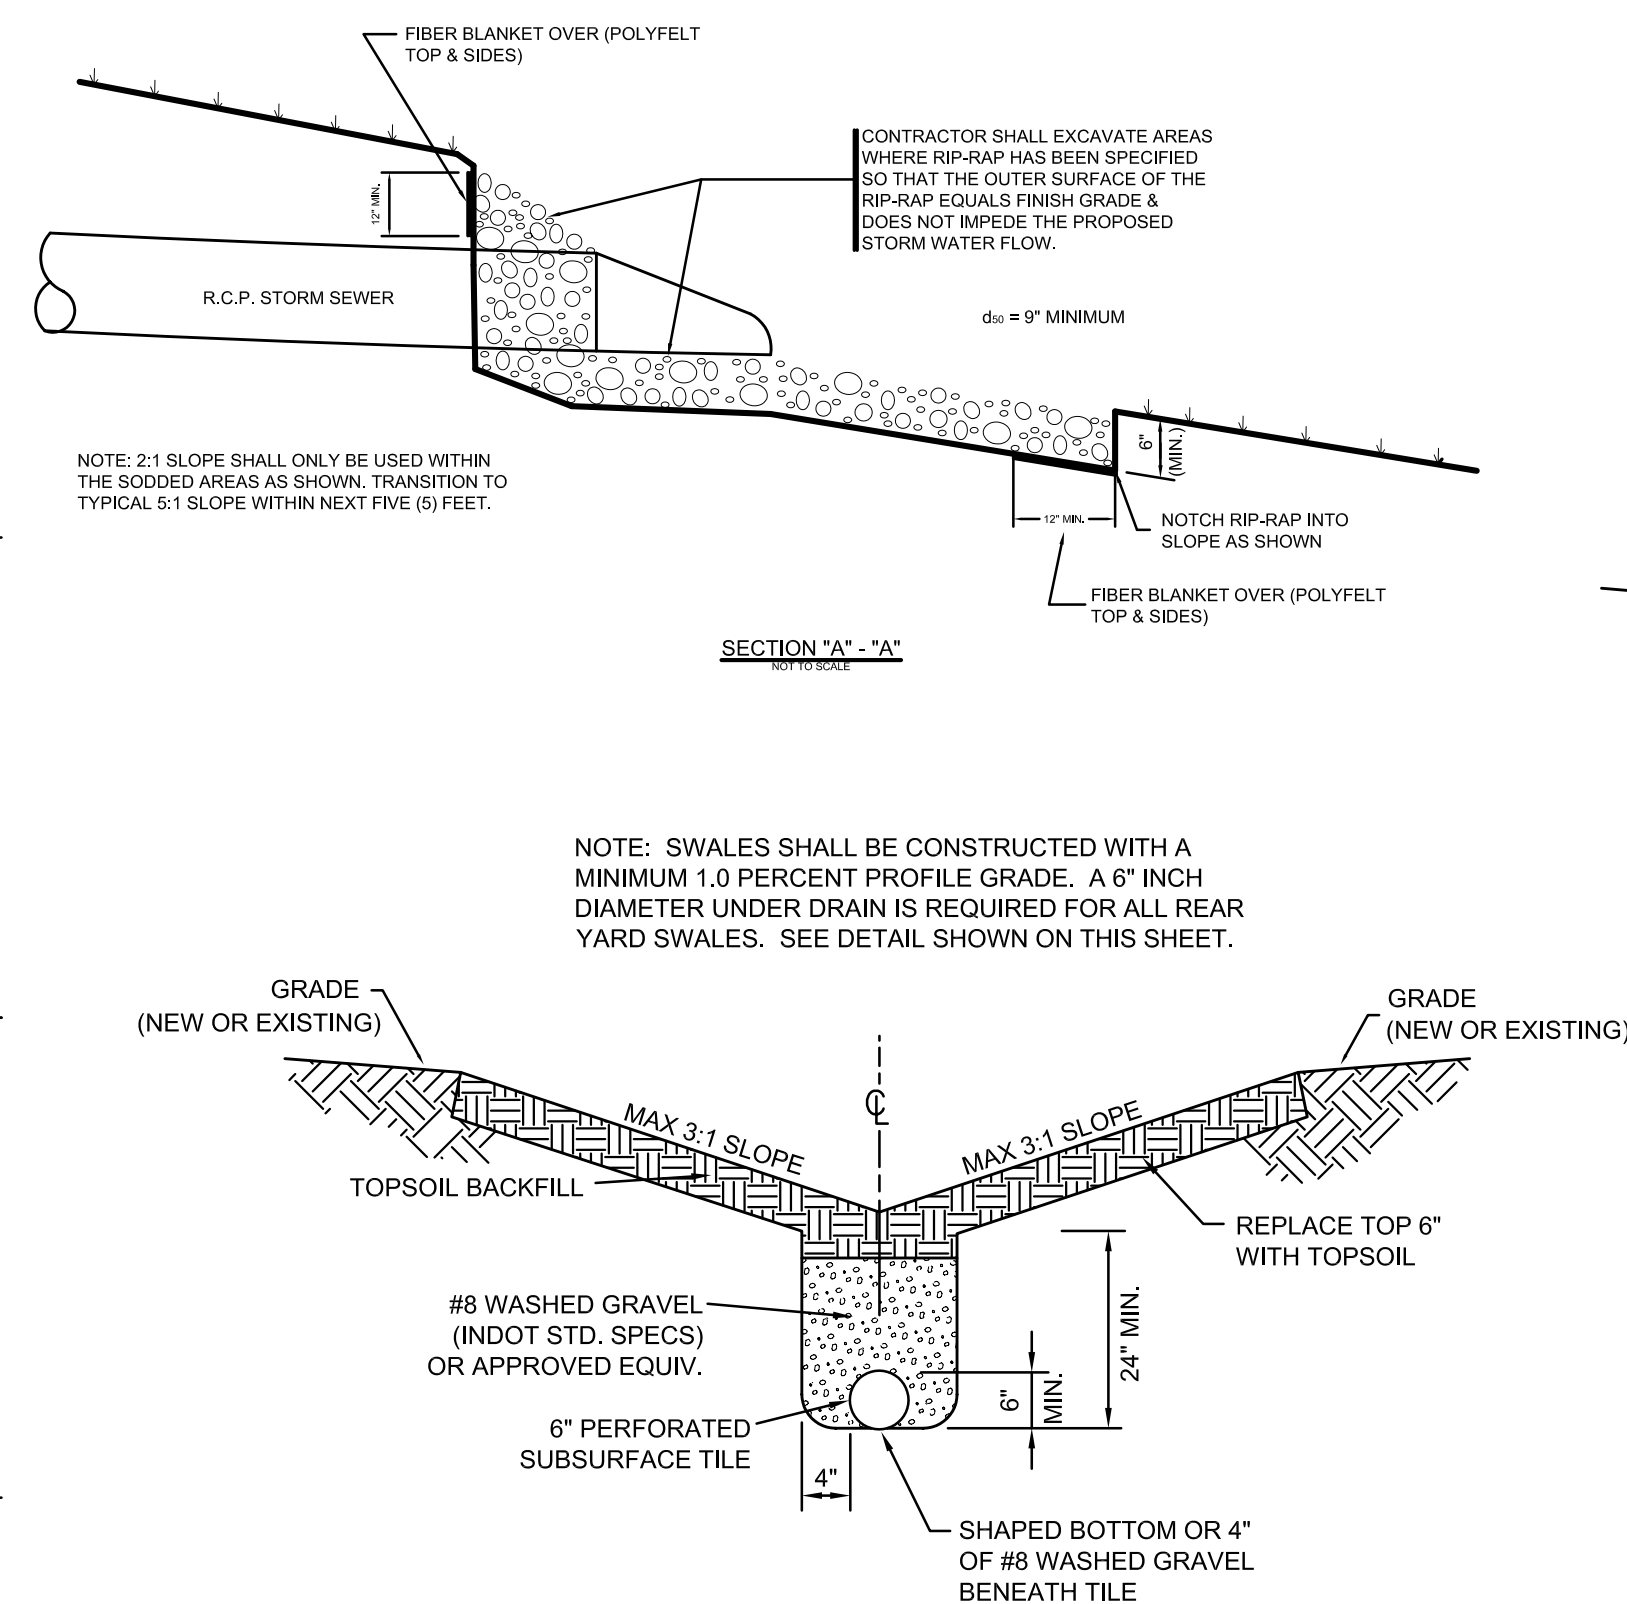 FIBER BLANKET OVER (POLYFELT
TOP & SIDES)
CONTRACTOR SHALL EXCAVATE AREAS
WHERE RIP-RAP HAS BEEN SPECIFIED
SO THAT THE OUTER SURFACE OF THE
RIP-RAP EQUALS FINISH GRADE &
DOES NOT IMPEDE THE PROPOSED
STORM WATER FLOW.
12" MIN.
R.C.P. STORM SEWER
d50 = 9" MINIMUM
6"
(MIN.)
NOTE: 2:1 SLOPE SHALL ONLY BE USED WITHIN
THE SODDED AREAS AS SHOWN. TRANSITION TO
TYPICAL 5:1 SLOPE WITHIN NEXT FIVE (5) FEET.
12" MIN.
NOTCH RIP-RAP INTO
SLOPE AS SHOWN
FIBER BLANKET OVER (POLYFELT
TOP & SIDES)
SECTION "A" - "A"
NOT TO SCALE
NOTE: SWALES SHALL BE CONSTRUCTED WITH A
MINIMUM 1.0 PERCENT PROFILE GRADE. A 6" INCH
DIAMETER UNDER DRAIN IS REQUIRED FOR ALL REAR
YARD SWALES. SEE DETAIL SHOWN ON THIS SHEET.
GRADE
(NEW OR EXISTING)
GRADE
(NEW OR EXISTING)
CL
MAX 3:1 SLOPE
MAX 3:1 SLOPE
TOPSOIL BACKFILL
REPLACE TOP 6"
WITH TOPSOIL
#8 WASHED GRAVEL
(INDOT STD. SPECS)
OR APPROVED EQUIV.
24" MIN.
6"
MIN.
6" PERFORATED
SUBSURFACE TILE
4"
SHAPED BOTTOM OR 4"
OF #8 WASHED GRAVEL
BENEATH TILE